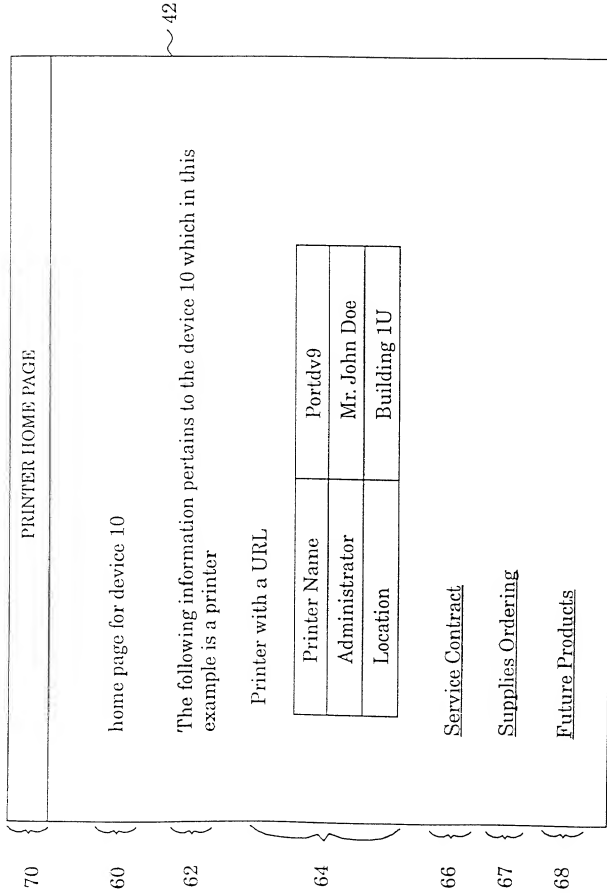 PRINTER HOME PAGE
70
42
60
home page for device 10
62
The following information pertains to the device 10 which in this
example is a printer
64
Printer with a URL
Printer Name Portdv9
Administrator Mr. John Doe
Location Building 1U
66
Service Contract
67
Supplies Ordering
68
Future Products